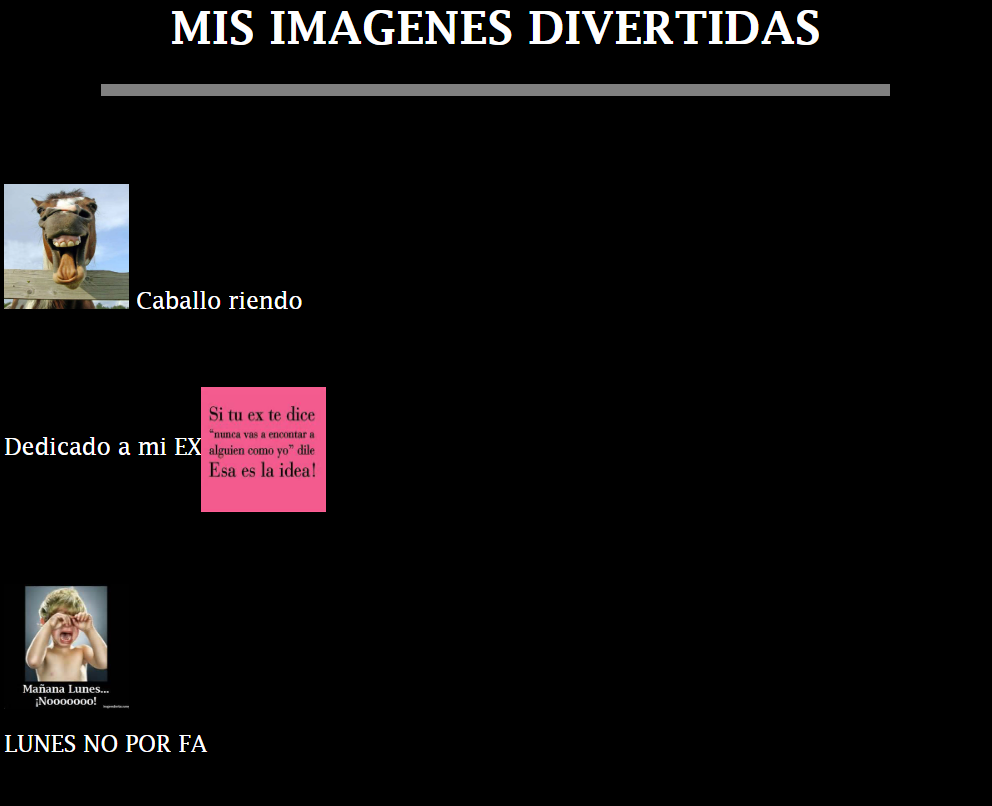 MIS IMAGENES DIVERTIDAS
Caballo riendo
Dedicado a mi EX
Si tu ex te dice
“nunca vas a encontar a
alguien como yo” dile
Esa es la idea!
Mañana Lunes...
¡Nooooooo!
LUNES NO POR FA